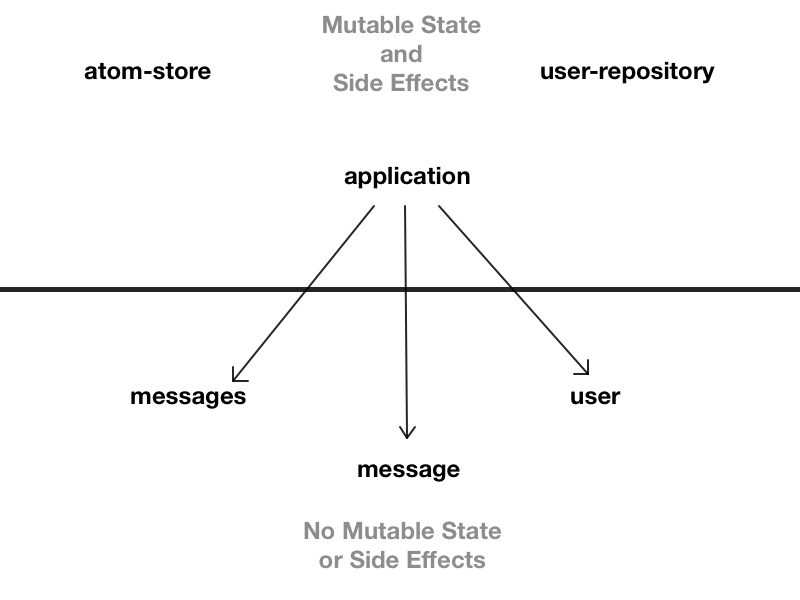 Mutable State
and
Side Effects
atom-store
user-repository
application
messages
user
message
No Mutable State
or Side Effects